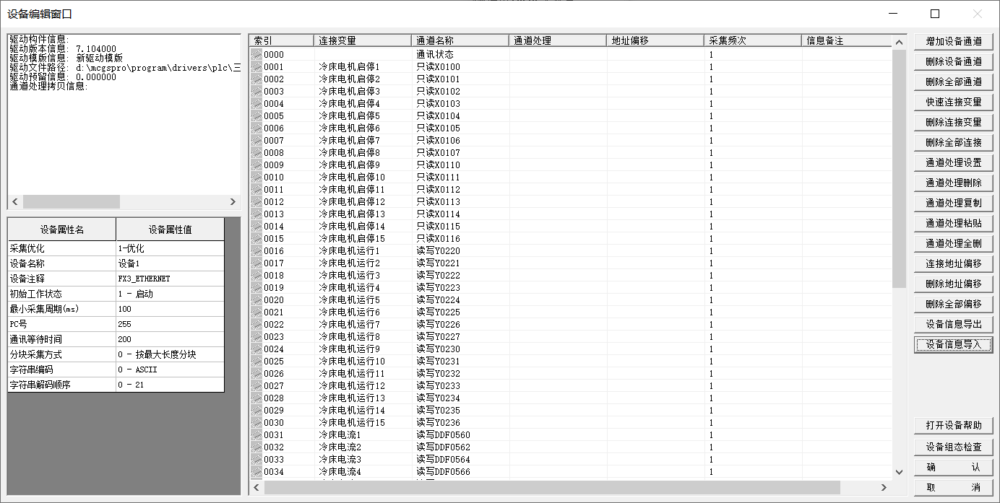 设备编辑窗口
驱动构件信息:
驱动版本信息: 7.104000
驱动模版信息: 新驱动模版
驱动文件路径: d:\mcgspro\program\drivers\plc\三
驱动预留信息: 0.000000
通道处理拷贝信息:
设备属性名 设备属性值
采集优化 1-优化
设备名称 设备1
设备注释 FX3_ETHERNET
初始工作状态 1 - 启动
最小采集周期(ms) 100
PC号 255
通讯等待时间 200
分块采集方式 0 - 按最大长度分块
字符串编码 0 - ASCII
字符串解码顺序 0 - 21
索引 连接变量 通道名称 通道处理 地址偏移 采集频次 信息备注
0000 通讯状态 1
0001 冷床电机启停1 只读X0100 1
0002 冷床电机启停2 只读X0101 1
0003 冷床电机启停3 只读X0102 1
0004 冷床电机启停4 只读X0103 1
0005 冷床电机启停5 只读X0104 1
0006 冷床电机启停6 只读X0105 1
0007 冷床电机启停7 只读X0106 1
0008 冷床电机启停8 只读X0107 1
0009 冷床电机启停9 只读X0110 1
0010 冷床电机启停10 只读X0111 1
0011 冷床电机启停11 只读X0112 1
0012 冷床电机启停12 只读X0113 1
0013 冷床电机启停13 只读X0114 1
0014 冷床电机启停14 只读X0115 1
0015 冷床电机启停15 只读X0116 1
0016 冷床电机运行1 读写Y0220 1
0017 冷床电机运行2 读写Y0221 1
0018 冷床电机运行3 读写Y0222 1
0019 冷床电机运行4 读写Y0223 1
0020 冷床电机运行5 读写Y0224 1
0021 冷床电机运行6 读写Y0225 1
0022 冷床电机运行7 读写Y0226 1
0023 冷床电机运行8 读写Y0227 1
0024 冷床电机运行9 读写Y0230 1
0025 冷床电机运行10 读写Y0231 1
0026 冷床电机运行11 读写Y0232 1
0027 冷床电机运行12 读写Y0233 1
0028 冷床电机运行13 读写Y0234 1
0029 冷床电机运行14 读写Y0235 1
0030 冷床电机运行15 读写Y0236 1
0031 冷床电流1 读写DDF0560 1
0032 冷床电流2 读写DDF0562 1
0033 冷床电流3 读写DDF0564 1
0034 冷床电流4 读写DDF0566 1
增加设备通道
删除设备通道
删除全部通道
快速连接变量
删除连接变量
删除全部连接
通道处理设置
通道处理删除
通道处理复制
通道处理粘贴
通道处理全删
连接地址偏移
删除地址偏移
删除全部偏移
设备信息导出
设备信息导入
打开设备帮助
设备组态检查
确 认
取 消